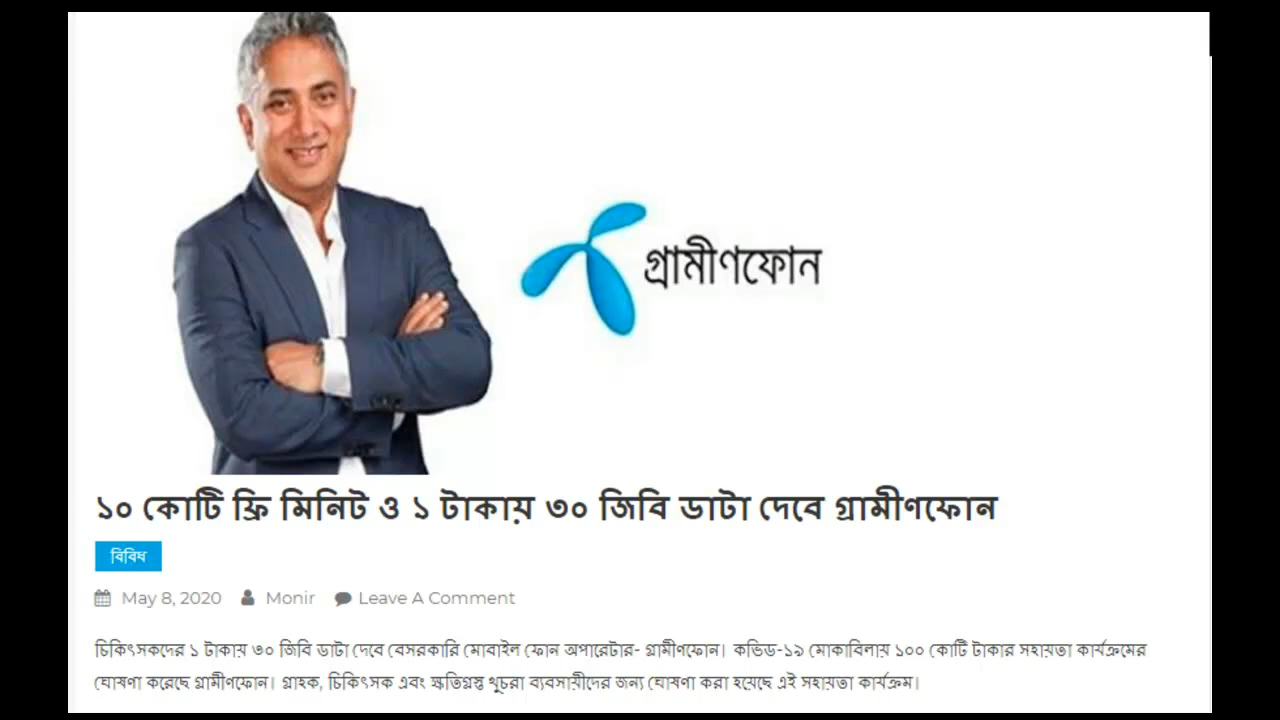 গ্রামীণফোন
১০ কোটি ফ্রি মিনিট ও ১ টাকায় ৩০ জিবি ডাটা দেবে গ্রামীণফোন
বিবিধ
May 8, 2020 Monir Leave A Comment
চিকিৎসকদের ১ টাকায় ৩০ জিবি ডাটা দেবে বেসরকারি মোবাইল ফোন অপারেটার- গ্রামীণফোন। কভিড-১৯ মোকাবিলায় ১০০ কোটি টাকার সহায়তা কার্যক্রমের
ঘোষণা করেছে গ্রামীণফোন। গ্রাহক, চিকিৎসক এবং ক্ষতিগ্রস্ত খুচরা ব্যবসায়ীদের জন্য ঘোষণা করা হয়েছে এই সহায়তা কার্যক্রম।